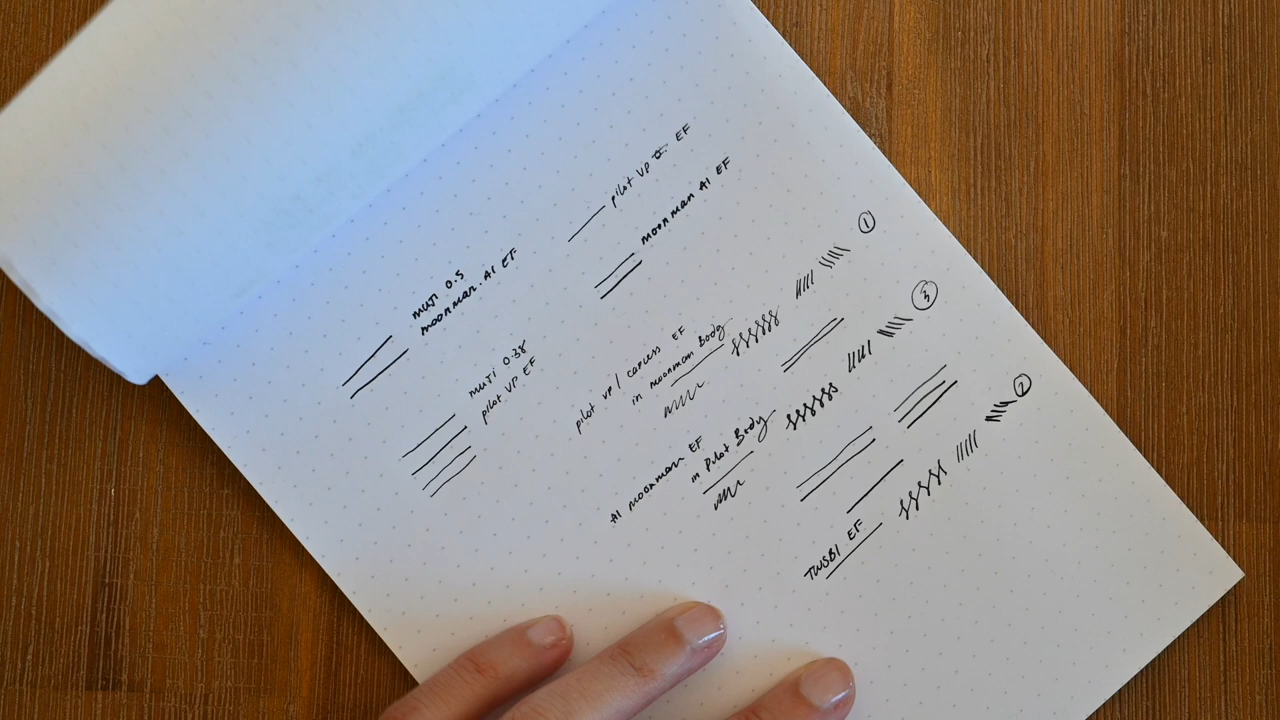 muji 0.5
moonman A1 EF
muji 0.38
pilot VP EF
pilot VP EF
moonman A1 EF
pilot vp / capless EF
in moonman Body
1
A1 moonman EF
in Pilot Body
3
TWSBI EF
2